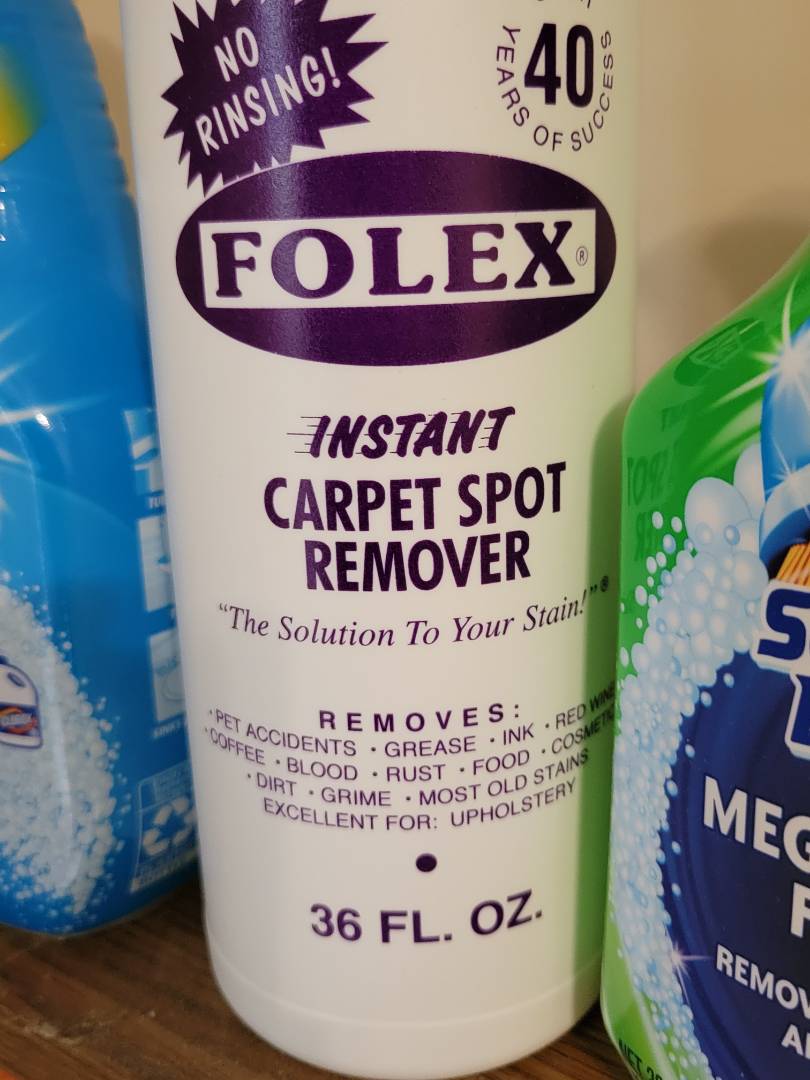 NO
RINSING!
40
YEARS OF SUCCESS
FOLEX®
INSTANT
CARPET SPOT
REMOVER
"The Solution To Your Stain!"®
REMOVES:
· PET ACCIDENTS · GREASE · INK · RED WINE
· COFFEE · BLOOD · RUST · FOOD · COSMETIC
· DIRT · GRIME · MOST OLD STAINS
EXCELLENT FOR: UPHOLSTERY
36 FL. OZ.
MEG
F
REMOV